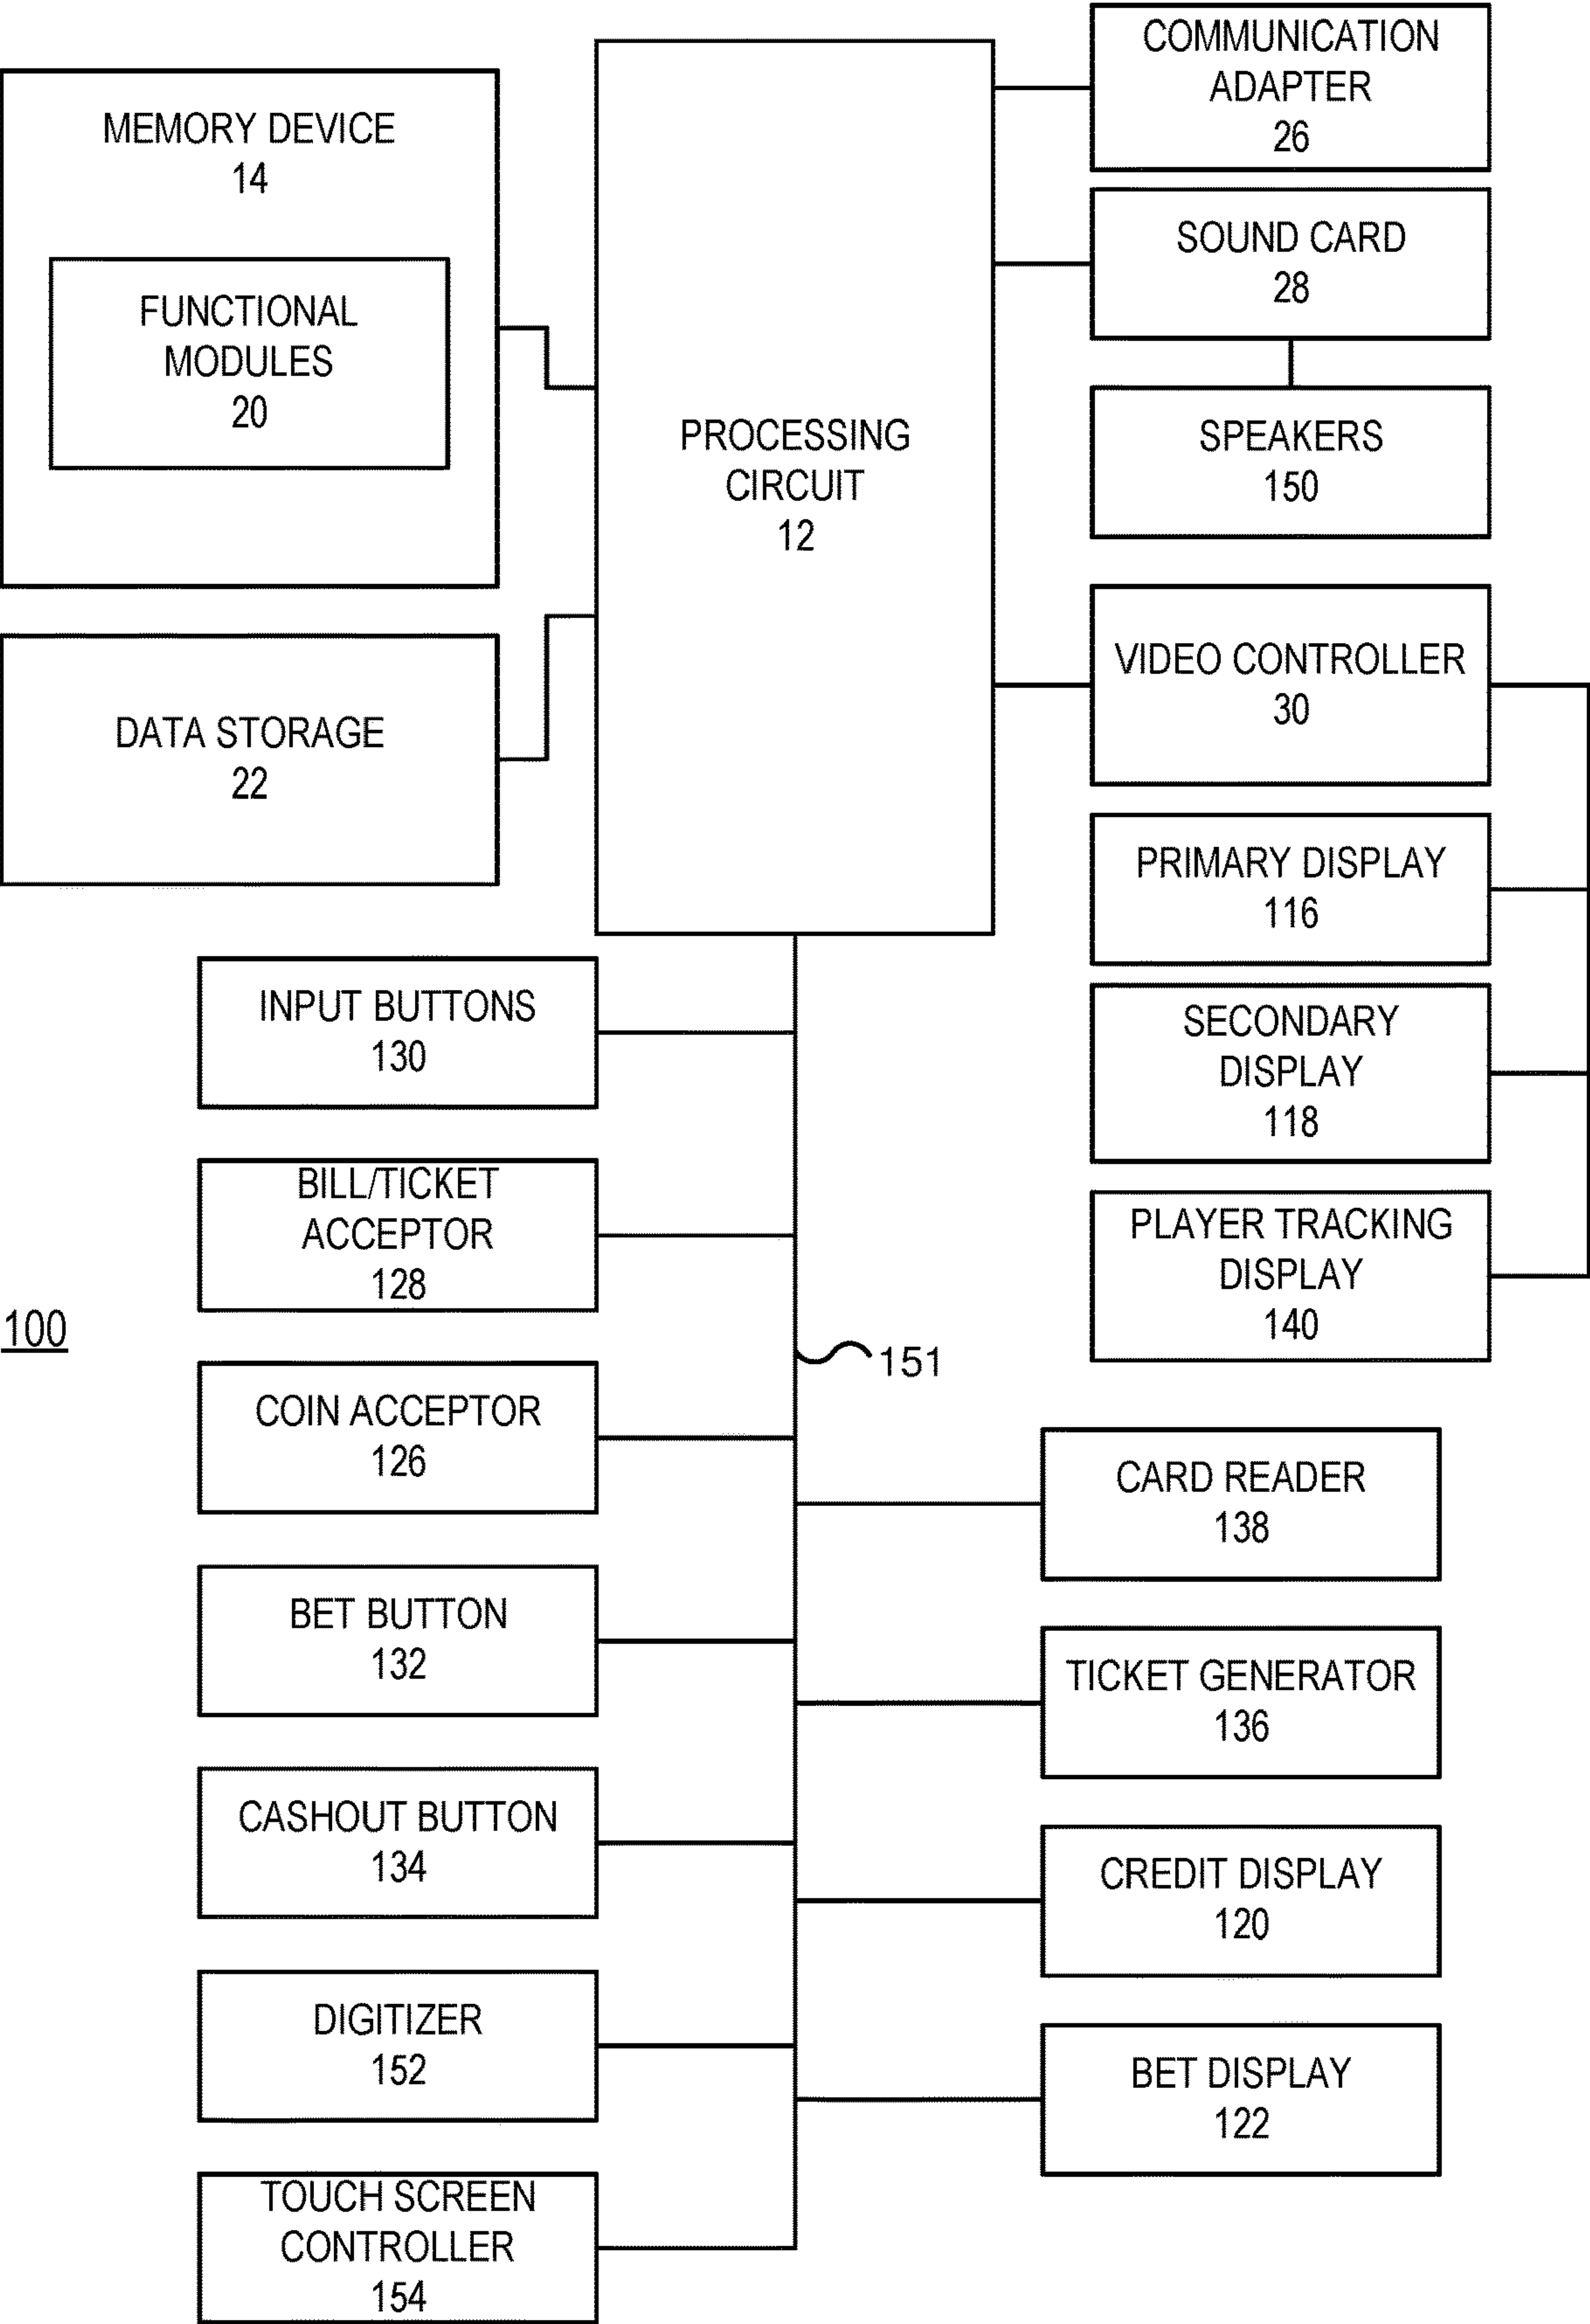 MEMORY DEVICE
14
FUNCTIONAL
MODULES
20
DATA STORAGE
22
PROCESSING
CIRCUIT
12
COMMUNICATION
ADAPTER
26
SOUND CARD
28
SPEAKERS
150
VIDEO CONTROLLER
30
PRIMARY DISPLAY
116
SECONDARY
DISPLAY
118
PLAYER TRACKING
DISPLAY
140
INPUT BUTTONS
130
BILL/TICKET
ACCEPTOR
128
100
151
COIN ACCEPTOR
126
BET BUTTON
132
CASHOUT BUTTON
134
DIGITIZER
152
TOUCH SCREEN
CONTROLLER
154
CARD READER
138
TICKET GENERATOR
136
CREDIT DISPLAY
120
BET DISPLAY
122